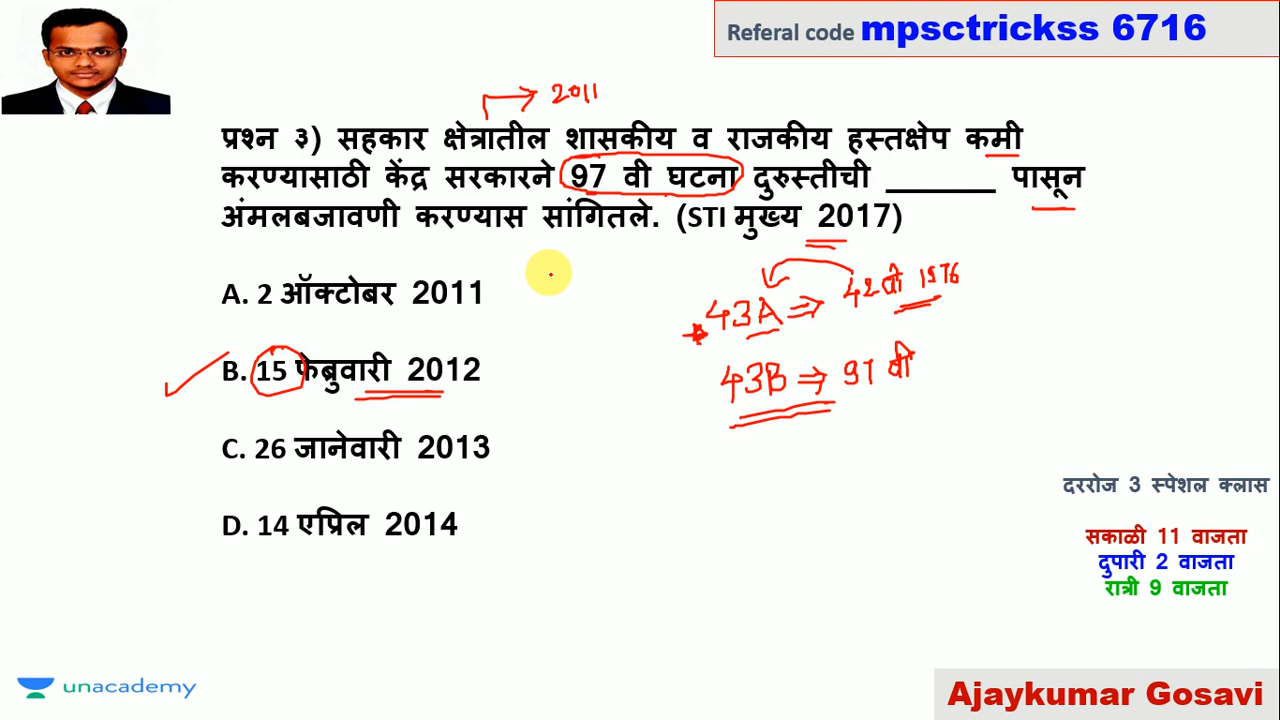 Referal code mpsctrickss 6716
2011
प्रश्न ३) सहकार क्षेत्रातील शासकीय व राजकीय हस्तक्षेप कमी
करण्यासाठी केंद्र सरकारने 97 वी घटना दुरुस्तीची ______ पासून
अंमलबजावणी करण्यास सांगितले. (STI मुख्य 2017)
A. 2 ऑक्टोबर 2011
43A ⇒ 42वी 1976
B. 15 फेब्रुवारी 2012
43B ⇒ 97 वी
C. 26 जानेवारी 2013
D. 14 एप्रिल 2014
दररोज 3 स्पेशल क्लास
सकाळी 11 वाजता
दुपारी 2 वाजता
रात्री 9 वाजता
unacademy
Ajaykumar Gosavi